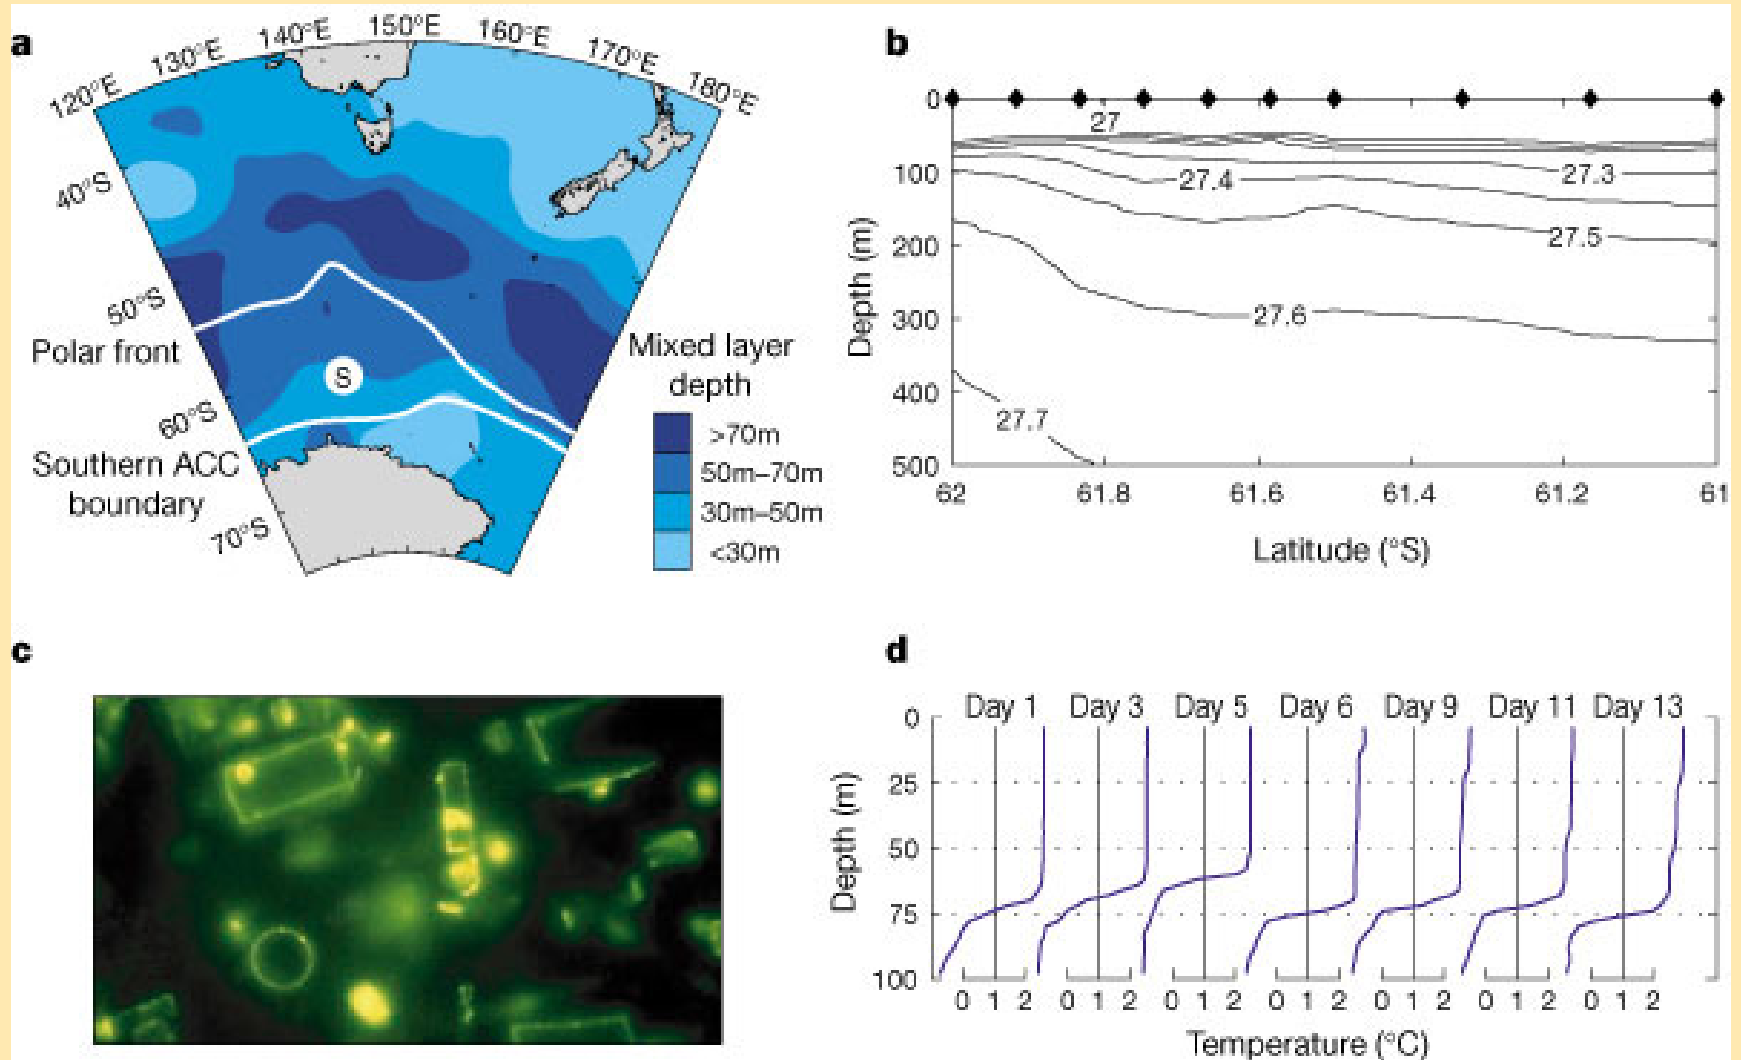 a
120°E 130°E 140°E 150°E 160°E 170°E 180°E
40°S
50°S
Polar front
60°S
Southern ACC
boundary
70°S
S
Mixed layer
depth
>70m
50m–70m
30m–50m
<30m
b
Depth (m)
0
100
200
300
400
500
27
27.3
27.4
27.5
27.6
27.7
62 61.8 61.6 61.4 61.2 61
Latitude (°S)
c
d
Day 1 Day 3 Day 5 Day 6 Day 9 Day 11 Day 13
Depth (m)
0
25
50
75
100
0 1 2 0 1 2 0 1 2 0 1 2 0 1 2 0 1 2 0 1 2
Temperature (°C)